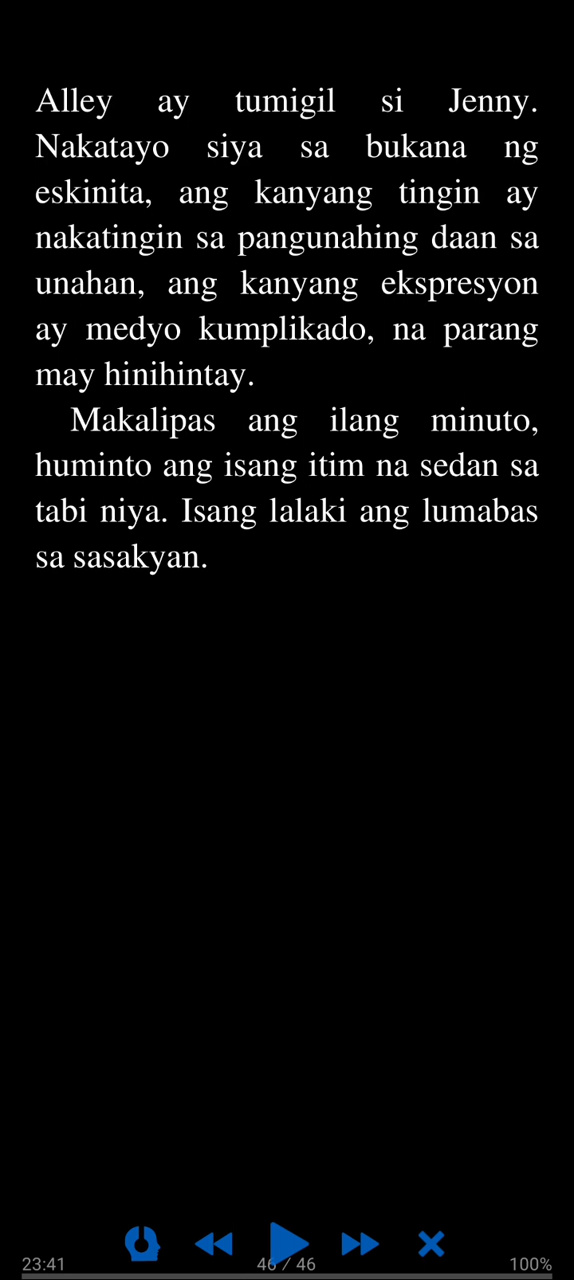 Alley ay tumigil si Jenny.
Nakatayo siya sa bukana ng
eskinita, ang kanyang tingin ay
nakatingin sa pangunahing daan sa
unahan, ang kanyang ekspresyon
ay medyo kumplikado, na parang
may hinihintay.
Makalipas ang ilang minuto,
huminto ang isang itim na sedan sa
tabi niya. Isang lalaki ang lumabas
sa sasakyan.
23:41 46 / 46 100%